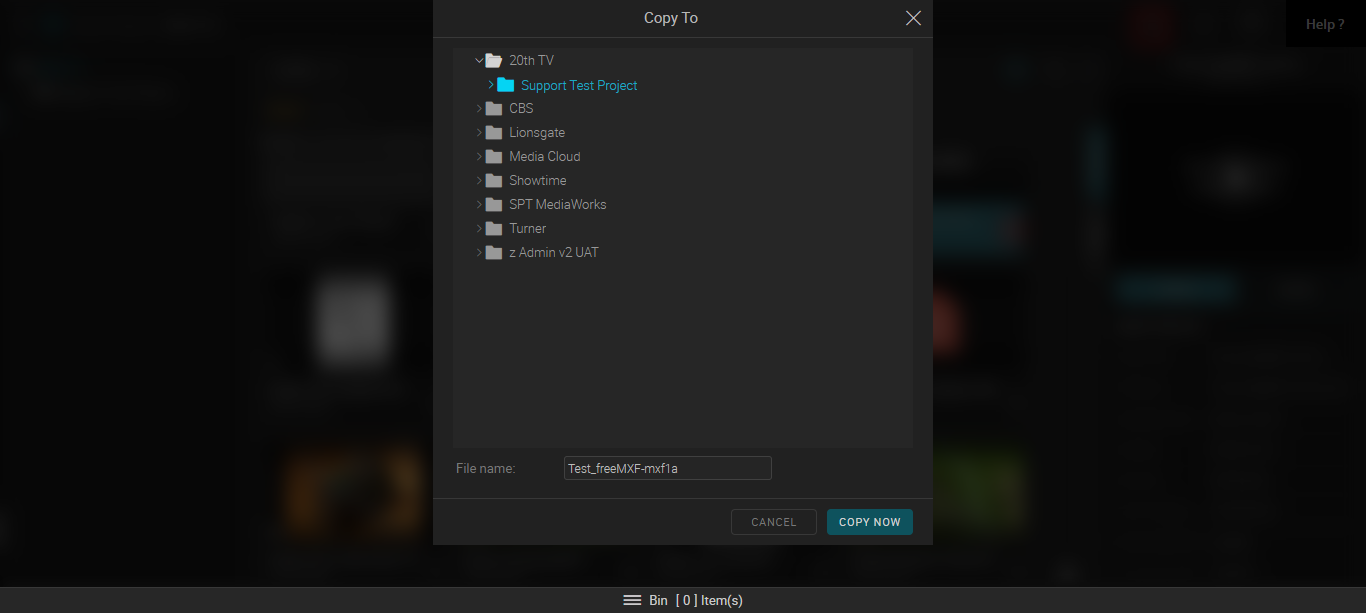 Copy To
Help ?
20th TV
Support Test Project
CBS
Lionsgate
Media Cloud
Showtime
SPT MediaWorks
Turner
z Admin v2 UAT
File name: Test_freeMXF-mxf1a
CANCEL COPY NOW
Bin [ 0 ] Item(s)